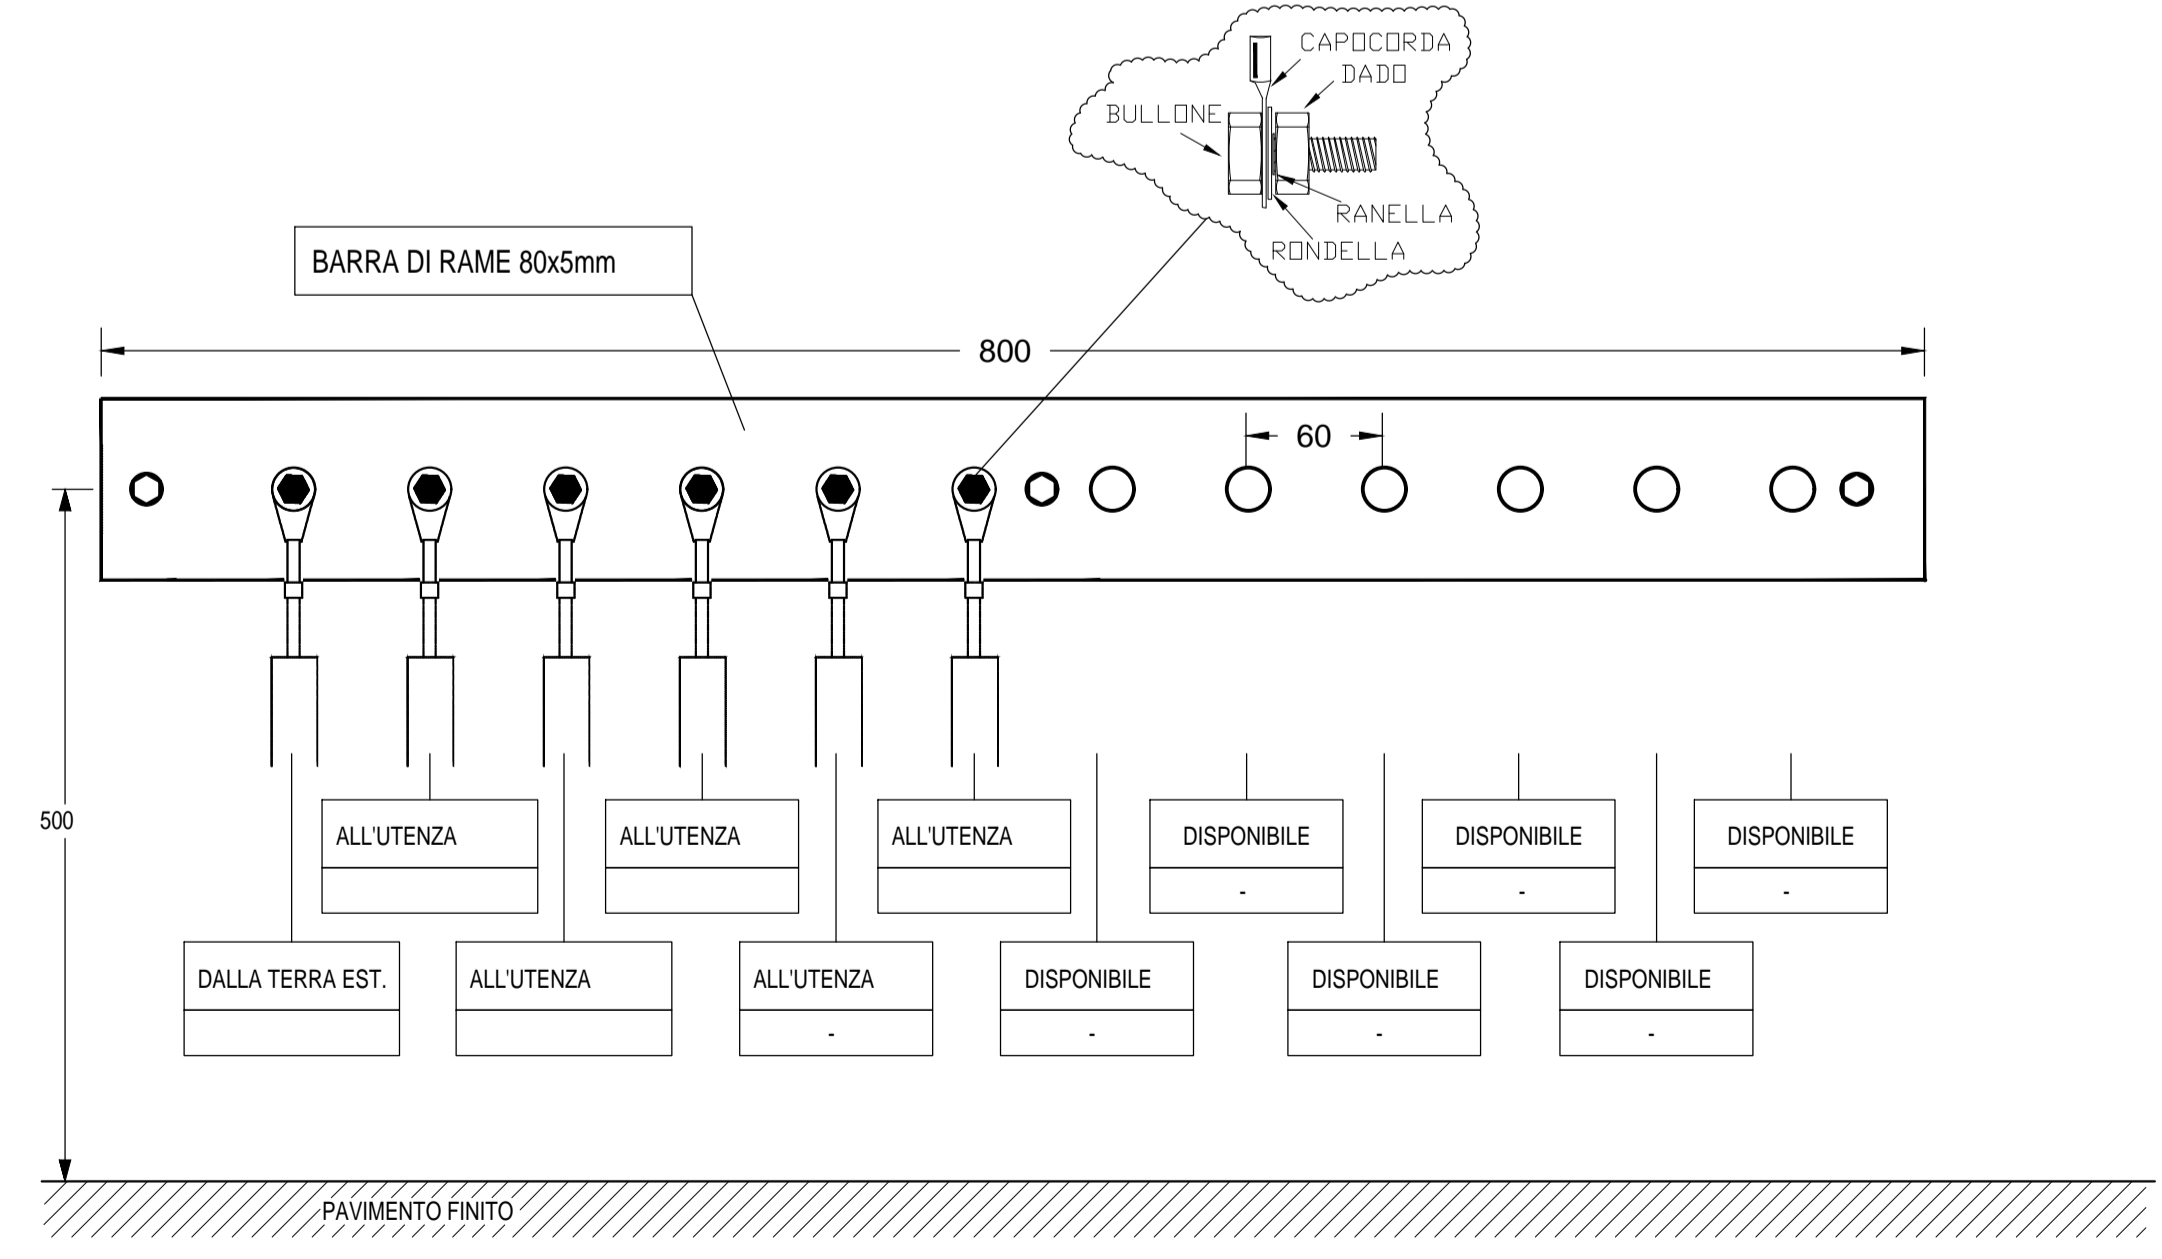 CAPOCORDA
DADO
BULLONE
RANELLA
RONDELLA
BARRA DI RAME 80x5mm
800
60
500
ALL'UTENZA
ALL'UTENZA
ALL'UTENZA
DISPONIBILE
-
DISPONIBILE
-
DISPONIBILE
-
DALLA TERRA EST.
ALL'UTENZA
ALL'UTENZA
-
DISPONIBILE
-
DISPONIBILE
-
DISPONIBILE
-
PAVIMENTO FINITO